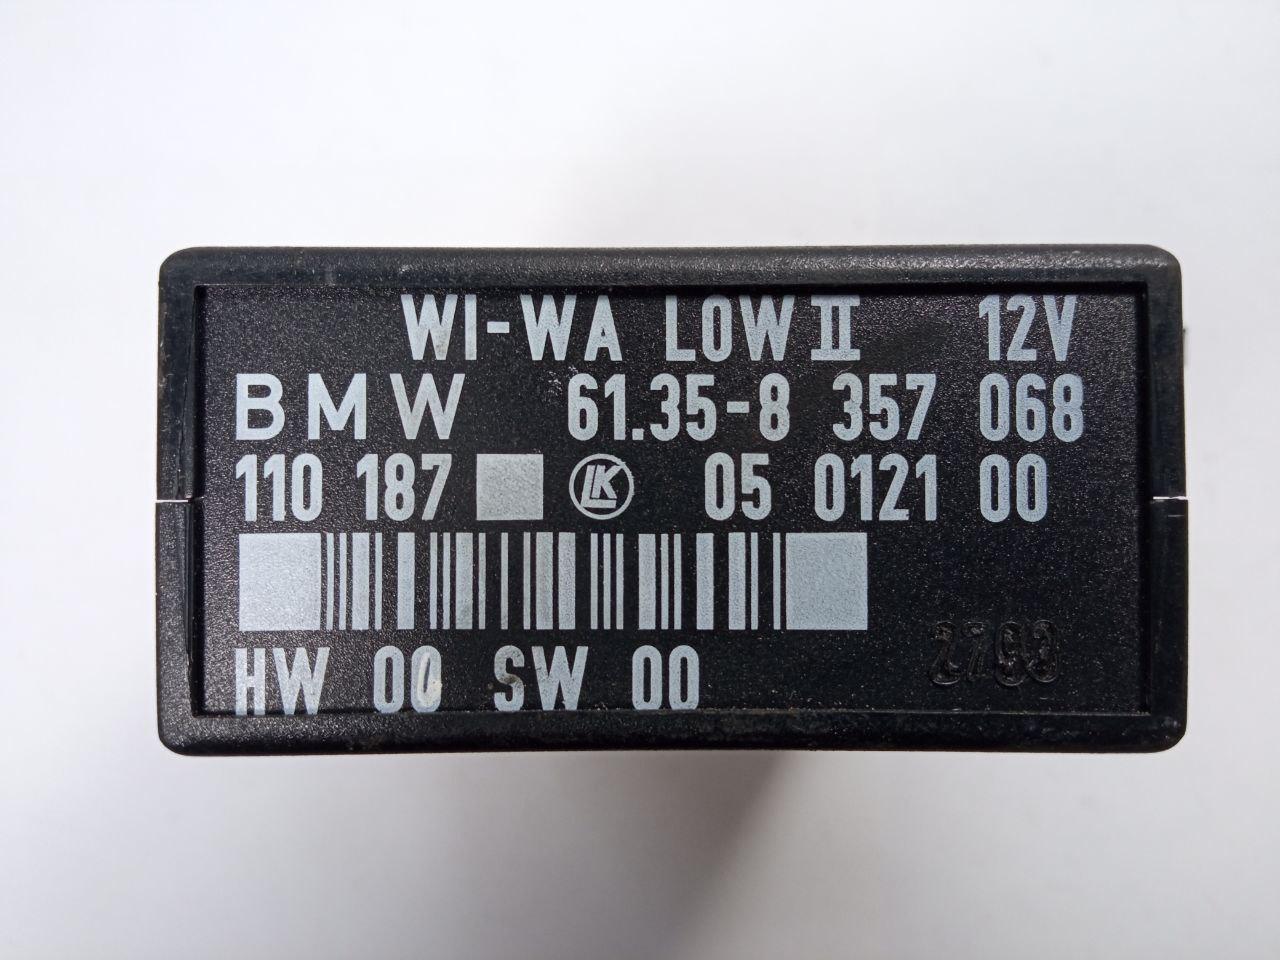 WI-WA LOW II 12V
BMW 61.35-8 357 068
110 187 LK 05 0121 00
HW 00 SW 00